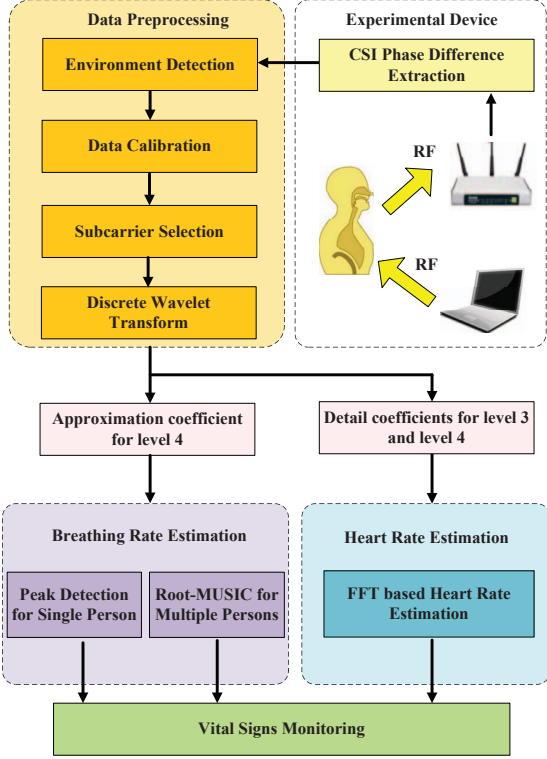 Data Preprocessing
Environment Detection
Data Calibration
Subcarrier Selection
Discrete Wavelet
Transform
Experimental Device
CSI Phase Difference
Extraction
RF
RF
Approximation coefficient
for level 4
Detail coefficients for level 3
and level 4
Breathing Rate Estimation
Peak Detection
for Single Person
Root-MUSIC for
Multiple Persons
Heart Rate Estimation
FFT based Heart Rate
Estimation
Vital Signs Monitoring